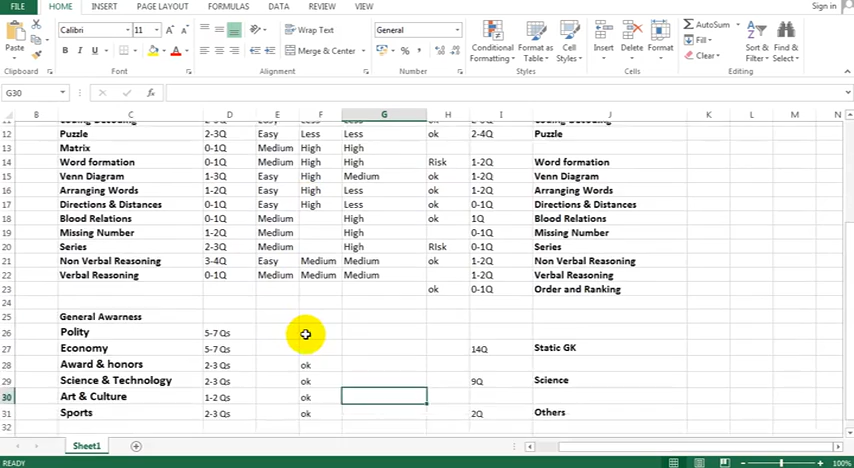 Sign in
FILE HOME INSERT PAGE LAYOUT FORMULAS DATA REVIEW VIEW
Paste Calibri 11 A A Wrap Text General AutoSum
B I U A Merge & Center $ % , Conditional Formatting Format as Table Cell Styles Insert Delete Format Fill Clear Sort & Filter Find & Select
Clipboard Font Alignment Number Styles Cells Editing
G30 fx
B C D E F G H I J K L M N
11 Coding Decoding Easy Less Less
12 Puzzle 2-3Q Easy Less Less ok 2-4Q Puzzle
13 Matrix 0-1Q Medium High High
14 Word formation 0-1Q Medium High High Risk 1-2Q Word formation
15 Venn Diagram 1-3Q Easy High Medium ok 1-2Q Venn Diagram
16 Arranging Words 1-2Q Easy High Less ok 1-2Q Arranging Words
17 Directions & Distances 0-1Q Easy High Less ok 0-1Q Directions & Distances
18 Blood Relations 0-1Q Medium High ok 1Q Blood Relations
19 Missing Number 1-2Q Medium High 0-1Q Missing Number
20 Series 2-3Q Medium High RIsk 0-1Q Series
21 Non Verbal Reasoning 3-4Q Easy Medium Medium ok 1-2Q Non Verbal Reasoning
22 Verbal Reasoning 0-1Q Medium Medium Medium 1-2Q Verbal Reasoning
23 ok 0-1Q Order and Ranking
24
25 General Awarness
26 Polity 5-7 Qs
27 Economy 5-7 Qs 14Q Static GK
28 Award & honors 2-3 Qs ok
29 Science & Technology 2-3 Qs ok 9Q Science
30 Art & Culture 1-2 Qs ok
31 Sports 2-3 Qs ok 2Q Others
32
Sheet1
READY 100%